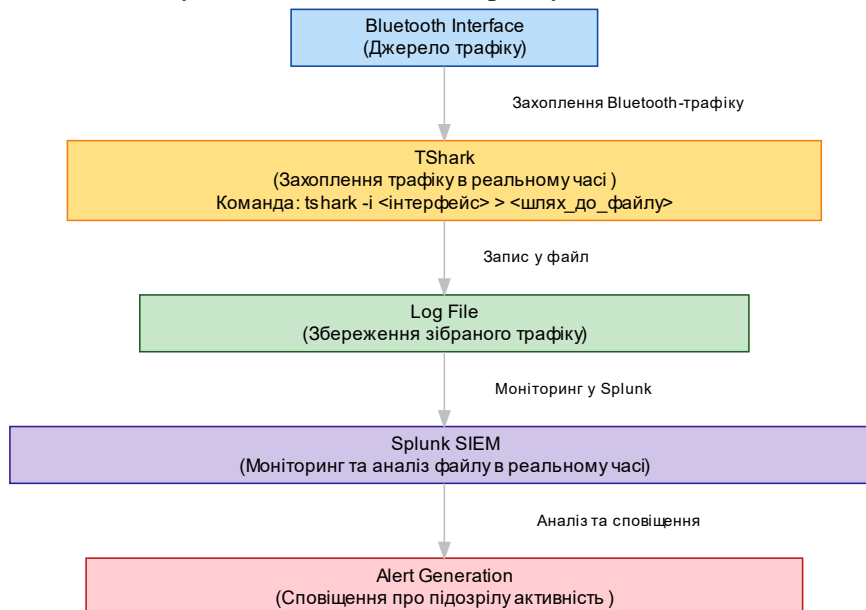 Bluetooth Interface
(Джерело трафіку)
Захоплення Bluetooth-трафіку
TShark
(Захоплення трафіку в реальному часі )
Команда: tshark -i <інтерфейс> > <шлях_до_файлу>
Запис у файл
Log File
(Збереження зібраного трафіку)
Моніторинг у Splunk
Splunk SIEM
(Моніторинг та аналіз файлу в реальному часі)
Аналіз та сповіщення
Alert Generation
(Сповіщення про підозрілу активність )